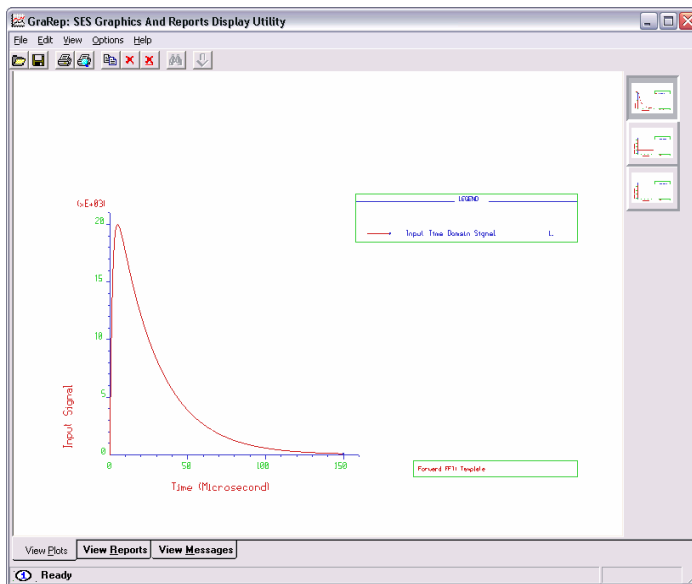 GraRep: SES Graphics And Reports Display Utility
File Edit View Options Help
(xE+03)
20
15
10
5
0
Input Signal
0 50 100 150
Time (Microsecond)
LEGEND
Input Time Domain Signal
Forward FFT: Template
View Plots View Reports View Messages
Ready